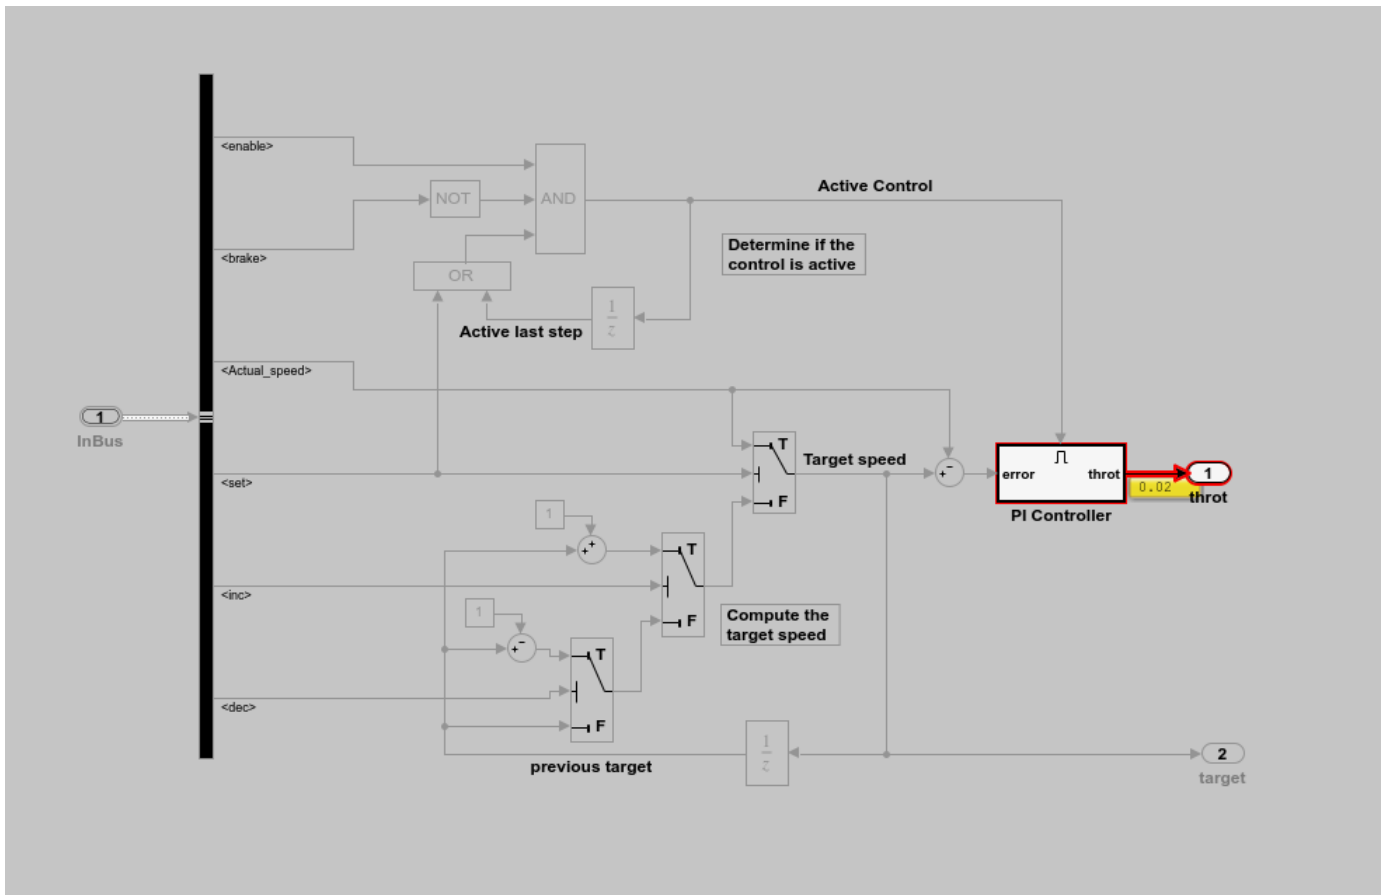 <enable>
NOT
AND
Active Control
<brake>
Determine if the
control is active
OR
1
z
Active last step
<Actual_speed>
1
InBus
T
<set>
Target speed
F
+
−
error
throt
PI Controller
0.02
1
throt
1
+
+
T
<inc>
F
Compute the
target speed
1
+
−
T
<dec>
F
1
z
previous target
2
target